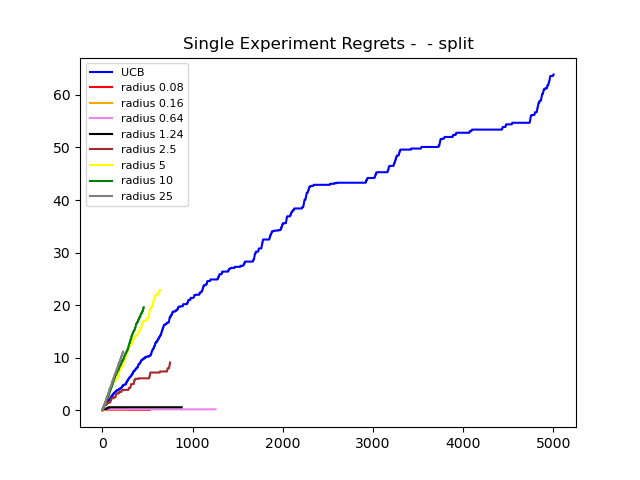 Single Experiment Regrets -  - split
UCB
radius 0.08
radius 0.16
radius 0.64
radius 1.24
radius 2.5
radius 5
radius 10
radius 25
60
50
40
30
20
10
0
0 1000 2000 3000 4000 5000